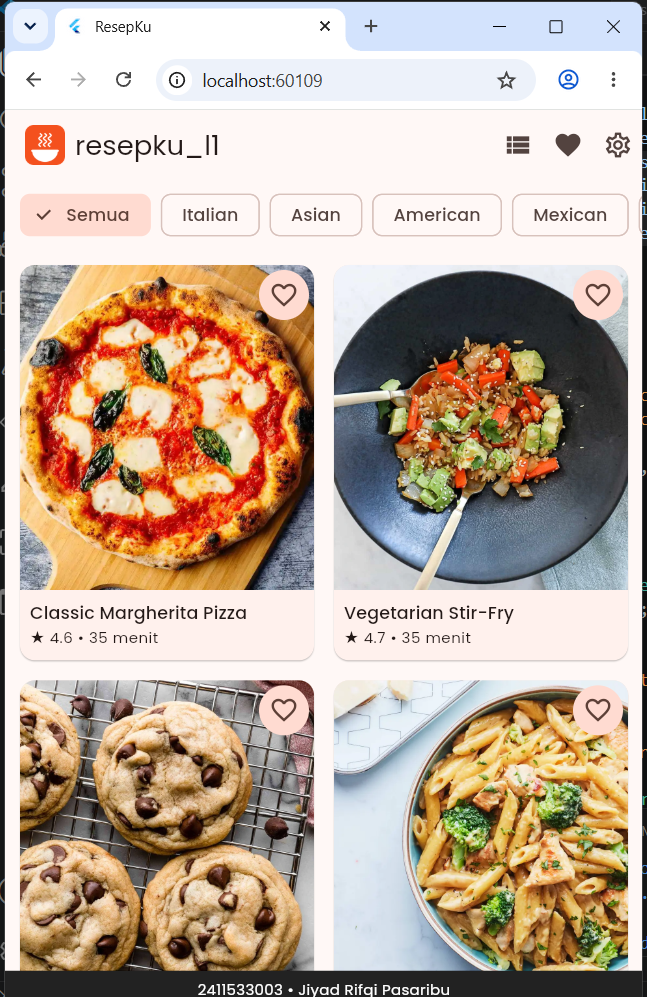 ResepKu
localhost:60109
resepku_l1
Semua
Italian
Asian
American
Mexican
Classic Margherita Pizza
★ 4.6 • 35 menit
Vegetarian Stir-Fry
★ 4.7 • 35 menit
2411533003 • Jiyad Rifqi Pasaribu